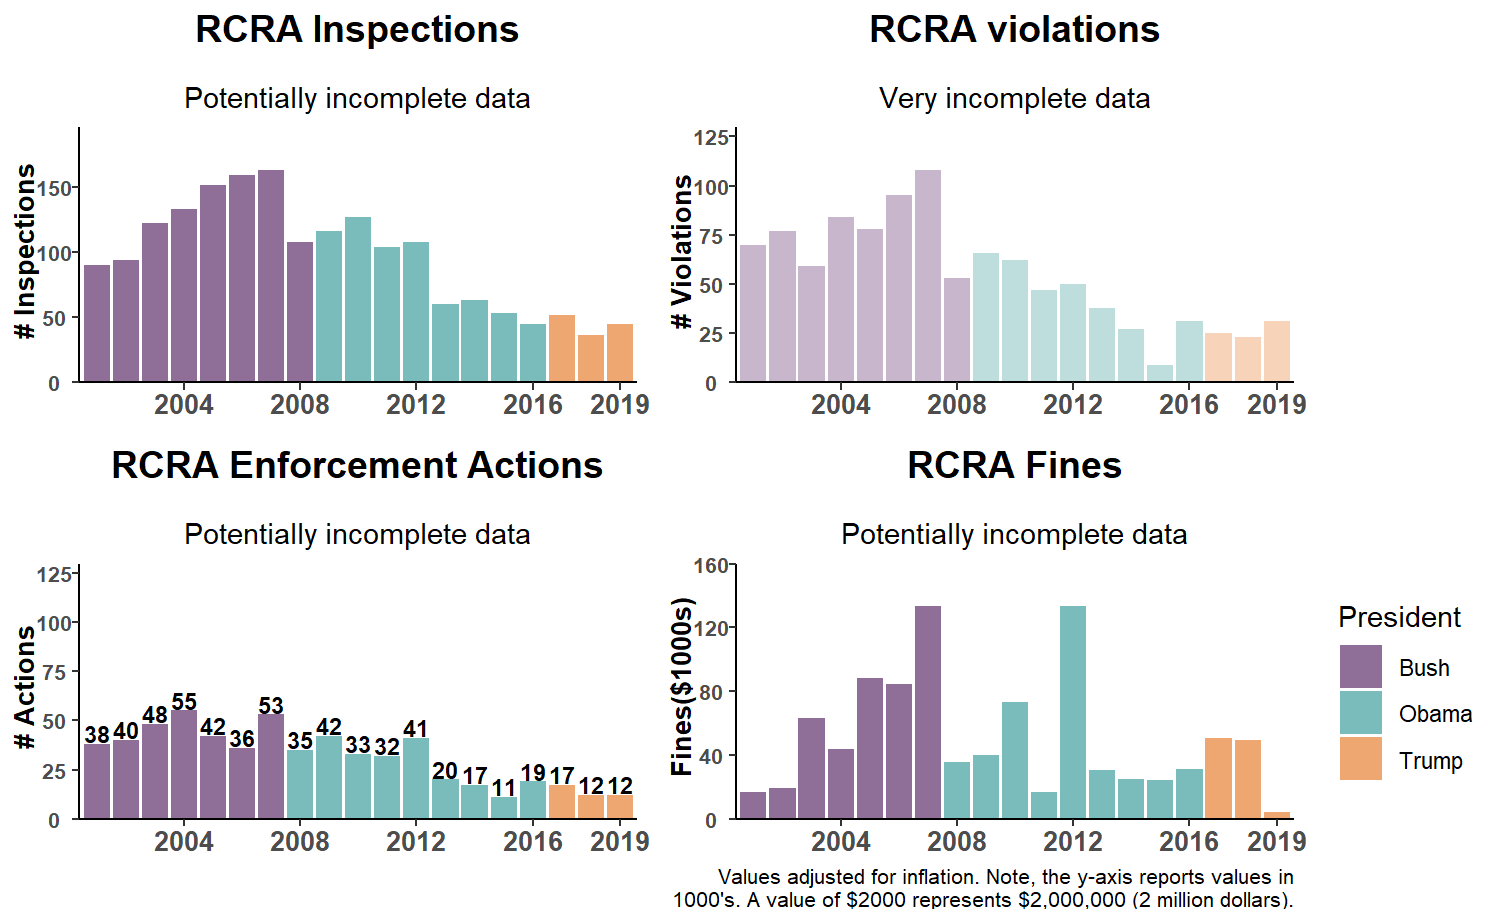 RCRA Inspections
Potentially incomplete data
# Inspections
150
100
50
0
2004 2008 2012 2016 2019
RCRA violations
Very incomplete data
# Violations
125
100
75
50
25
0
2004 2008 2012 2016 2019
RCRA Enforcement Actions
Potentially incomplete data
# Actions
125
100
75
50
25
0
38 40 48 55 42 36 53 35 42 33 32 41 20 17 11 19 17 12 12
2004 2008 2012 2016 2019
RCRA Fines
Potentially incomplete data
Fines($1000s)
160
120
80
40
0
2004 2008 2012 2016 2019
President
Bush
Obama
Trump
Values adjusted for inflation. Note, the y-axis reports values in
1000's. A value of $2000 represents $2,000,000 (2 million dollars).